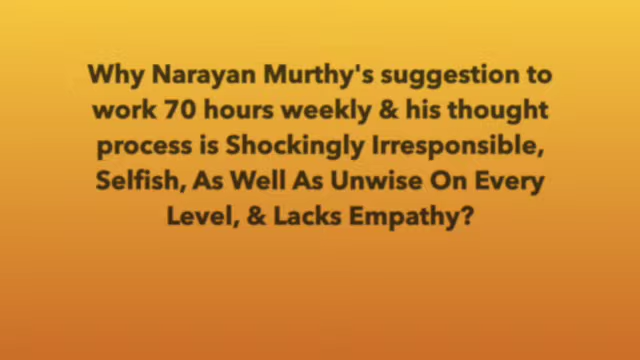 Why Narayan Murthy's suggestion to
work 70 hours weekly & his thought
process is Shockingly Irresponsible,
Selfish, As Well As Unwise On Every
Level, & Lacks Empathy?